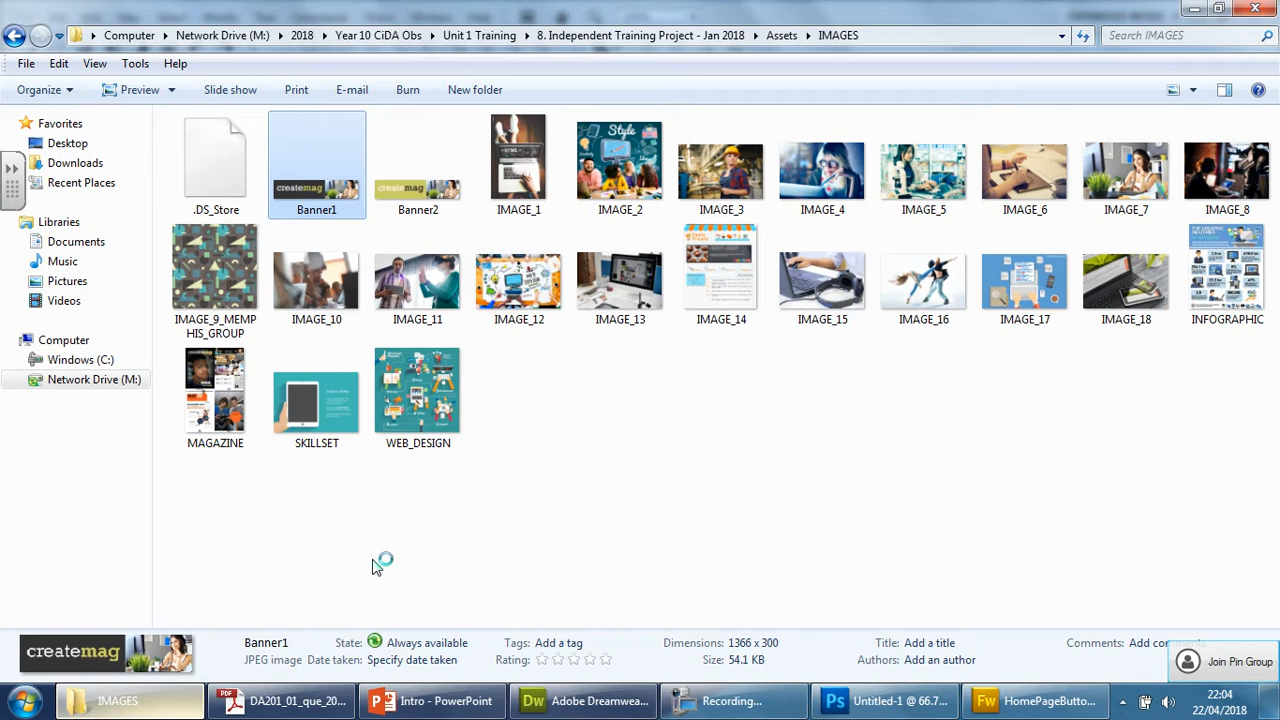 Computer Network Drive (M:) 2018 Year 10 CiDA Obs Unit 1 Training 8. Independent Training Project - Jan 2018 Assets IMAGES Search IMAGES
File Edit View Tools Help
Organize Preview Slide show Print E-mail Burn New folder
Favorites
Desktop
Downloads
Recent Places
Libraries
Documents
Music
Pictures
Videos
Computer
Windows (C:)
Network Drive (M:)
createmag createmag Style
.DS_Store Banner1 Banner2 IMAGE_1 IMAGE_2 IMAGE_3 IMAGE_4 IMAGE_5 IMAGE_6 IMAGE_7 IMAGE_8
IMAGE_9_MEMP
HIS_GROUP IMAGE_10 IMAGE_11 IMAGE_12 IMAGE_13 IMAGE_14 IMAGE_15 IMAGE_16 IMAGE_17 IMAGE_18 INFOGRAPHIC
MAGAZINE SKILLSET WEB_DESIGN
createmag
Banner1 State: Always available Tags: Add a tag Dimensions: 1366 x 300 Title: Add a title Comments: Add comments
JPEG image Date taken: Specify date taken Rating: Size: 54.1 KB Authors: Add an author
Join Pin Group
IMAGES DA201_01_que_20... Intro - PowerPoint Adobe Dreamwea... Recording... Untitled-1 @ 66.7... HomePageButto...
22:04
22/04/2018